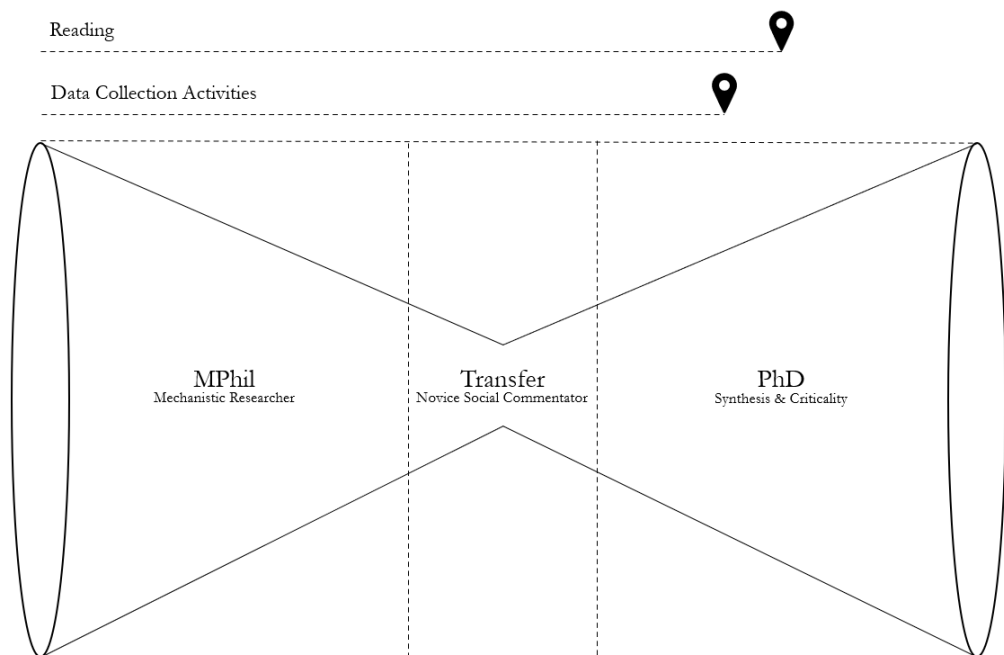 Reading
Data Collection Activities
MPhil
Mechanistic Researcher
Transfer
Novice Social Commentator
PhD
Synthesis & Criticality